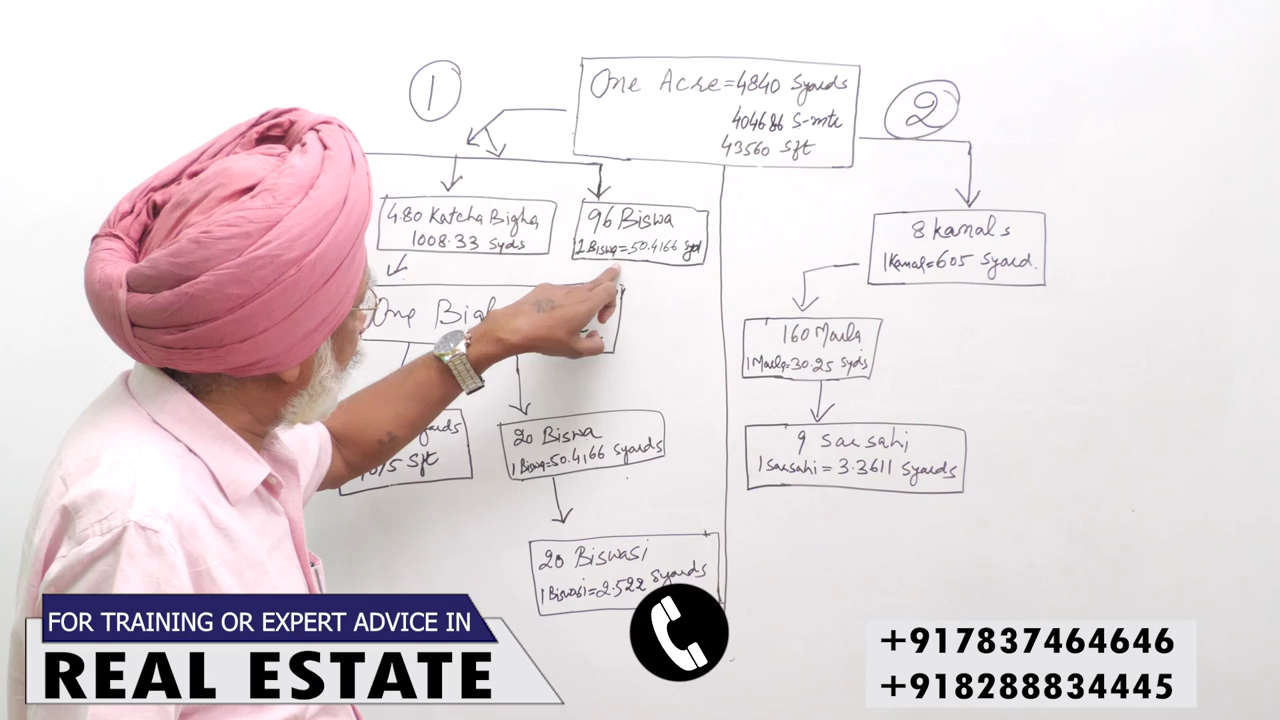 1
One Acre=4840 Syards
404686 S-mtr
43560 Sft
2
480 Katcha Bigha
1008.33 Syds
96 Biswa
1 Biswa=50.4166 Syd
8 kanals
1 Kanal=605 Syard.
One Bigh
160 Marla
1 Marla=30.25 Syds
20 Biswa
1 Biswa=50.4166 Syards
9 Sarsahi
1 Sarsahi = 3.3611 Syards
20 Biswasi
1 Biswasi=2.522 Syards
FOR TRAINING OR EXPERT ADVICE IN
REAL ESTATE
+917837464646
+918288834445